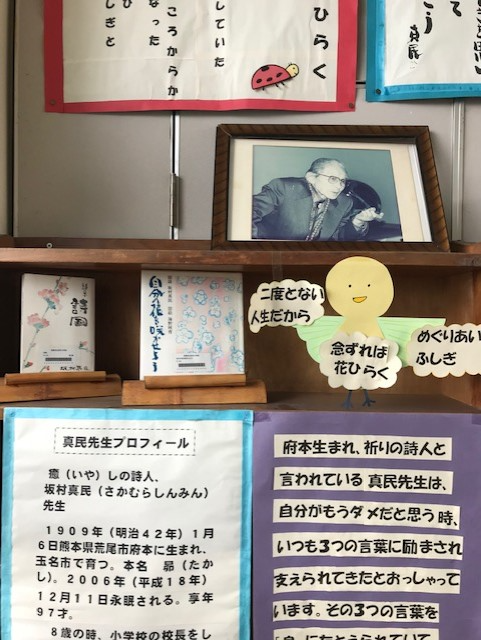 ひらく
していた
ころからか
なった
ひ
しぎと
て
真民
自分の花を咲かせよう
二度とない
人生だから
念ずれば
花ひらく
めぐりあい
ふしぎ
真民先生プロフィール
癒(いや)しの詩人、
坂村真民(さかむらしんみん)
先生
1909年(明治42年)1月
6日熊本県荒尾市府本に生まれ、
玉名市で育つ。本名 昴(たか
し)。2006年(平成18年)
12月11日永眠される。享年
97才。
8歳の時、小学校の校長をし
府本生まれ、祈りの詩人と
言われている 真民先生は、
自分がもうダメだと思う時、
いつも3つの言葉に励まされ
支えられてきたとおっしゃって
います。その3つの言葉を